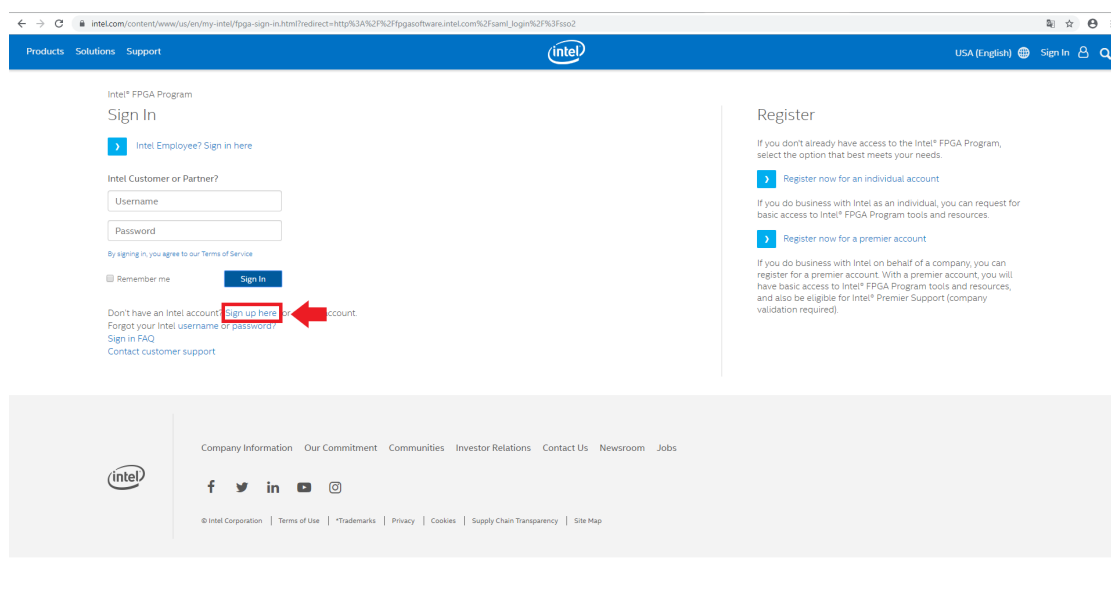 intel.com/content/www/us/en/my-intel/fpga-sign-in.html?redirect=http%3A%2F%2Ffpgasoftware.intel.com%2Fsaml_login%2F%3Fsso2
Products Solutions Support
intel
USA (English) Sign In
Intel® FPGA Program
Sign In
Intel Employee? Sign in here
Intel Customer or Partner?
Username
Password
By signing in, you agree to our Terms of Service
Remember me
Sign In
Don't have an Intel account? Sign up here or account.
Forgot your Intel username or password?
Sign in FAQ
Contact customer support
Register
If you don't already have access to the Intel® FPGA Program,
select the option that best meets your needs.
Register now for an individual account
If you do business with Intel as an individual, you can request for
basic access to Intel® FPGA Program tools and resources.
Register now for a premier account
If you do business with Intel on behalf of a company, you can
register for a premier account. With a premier account, you will
have basic access to Intel® FPGA Program tools and resources,
and also be eligible for Intel® Premier Support (company
validation required).
intel
Company Information Our Commitment Communities Investor Relations Contact Us Newsroom Jobs
© Intel Corporation | Terms of Use | *Trademarks | Privacy | Cookies | Supply Chain Transparency | Site Map